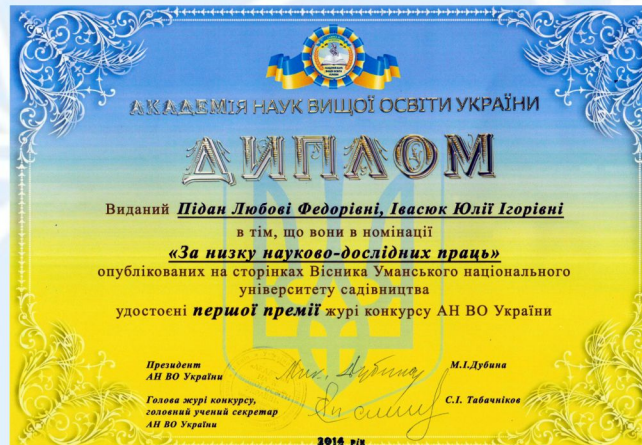 АКАДЕМІЯ НАУК ВИЩОЇ ОСВІТИ УКРАЇНИ
ДИПЛОМ
Виданий Підан Любові Федорівні, Івасюк Юлії Ігорівні
в тім, що вони в номінації
«За низку науково-дослідних праць»
опублікованих на сторінках Вісника Уманського національного
університету садівництва
удостоєні першої премії журі конкурсу АН ВО України
Президент
АН ВО України
М.І.Дубина
Голова журі конкурсу,
головний учений секретар
АН ВО України
С.І. Табачніков
2014 рік